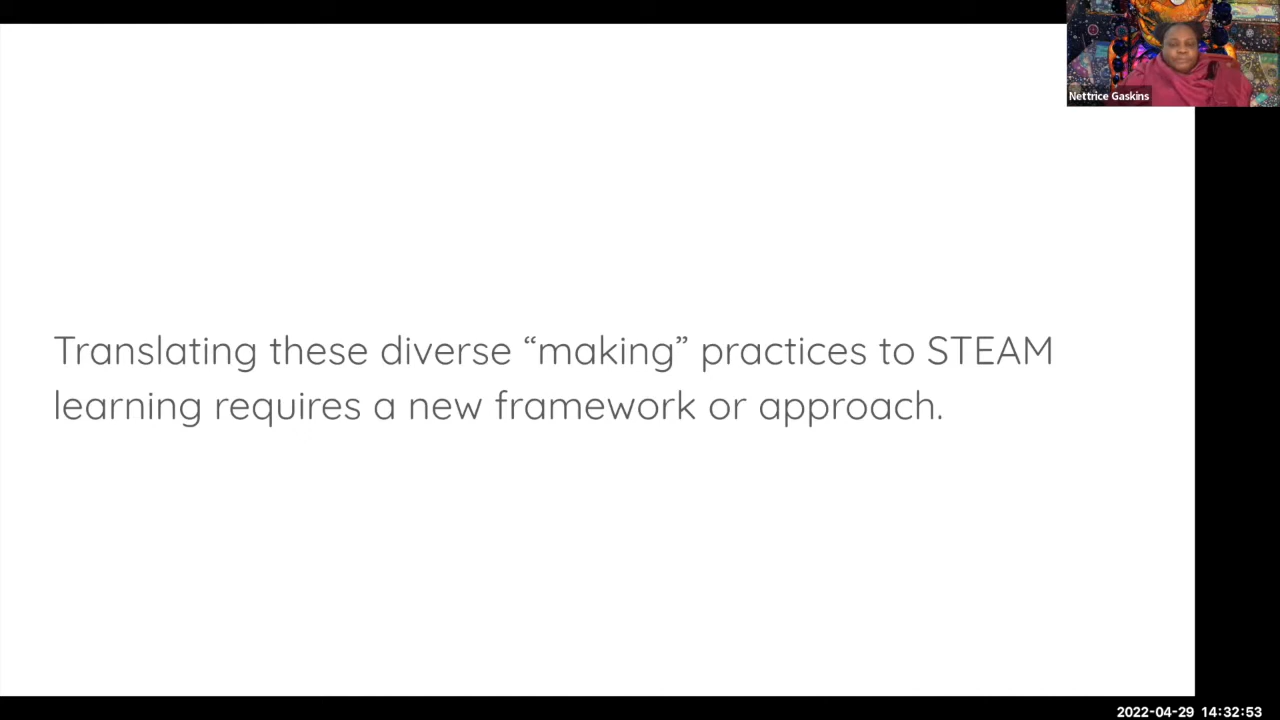 Nettrice Gaskins
Translating these diverse “making” practices to STEAM
learning requires a new framework or approach.
2022-04-29 14:32:53